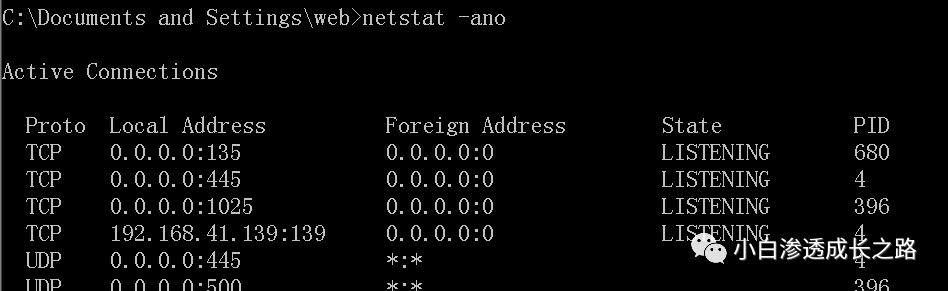 C:\Documents and Settings\web>netstat -ano
Active Connections
Proto  Local Address          Foreign Address        State           PID
TCP    0.0.0.0:135            0.0.0.0:0              LISTENING       680
TCP    0.0.0.0:445            0.0.0.0:0              LISTENING       4
TCP    0.0.0.0:1025           0.0.0.0:0              LISTENING       396
TCP    192.168.41.139:139     0.0.0.0:0              LISTENING       4
小白渗透成长之路
UDP    0.0.0.0:445            *:*                                    4
UDP    0.0.0.0:500            *:*                                    396